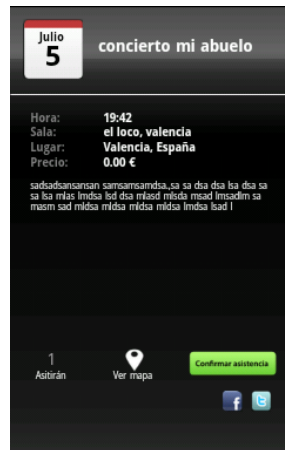 Julio
5
concierto mi abuelo
Hora: 19:42
Sala: el loco, valencia
Lugar: Valencia, España
Precio: 0.00 €
sadsadsansansan samsamsamdsa.,sa sa dsa dsa lsa dsa sa
sa lsa mlas lmdsa lsd dsa mlasd mlsda msad lmsadlm sa
masm sad mldsa mldsa mldsa mldsa lmdsa lsad l
1
Asitirán
Ver mapa
Confirmar asistencia